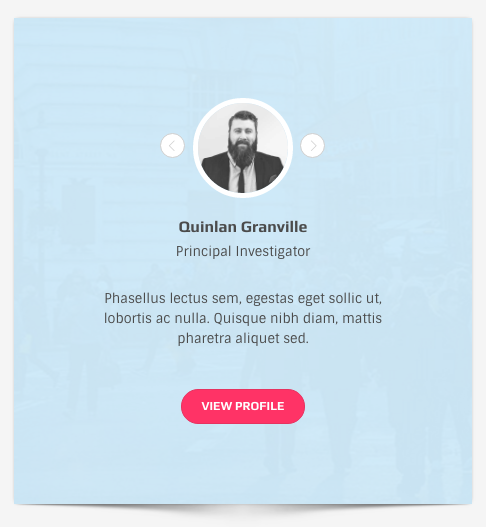 Quinlan Granville
Principal Investigator
Phasellus lectus sem, egestas eget sollic ut,
lobortis ac nulla. Quisque nibh diam, mattis
pharetra aliquet sed.
VIEW PROFILE